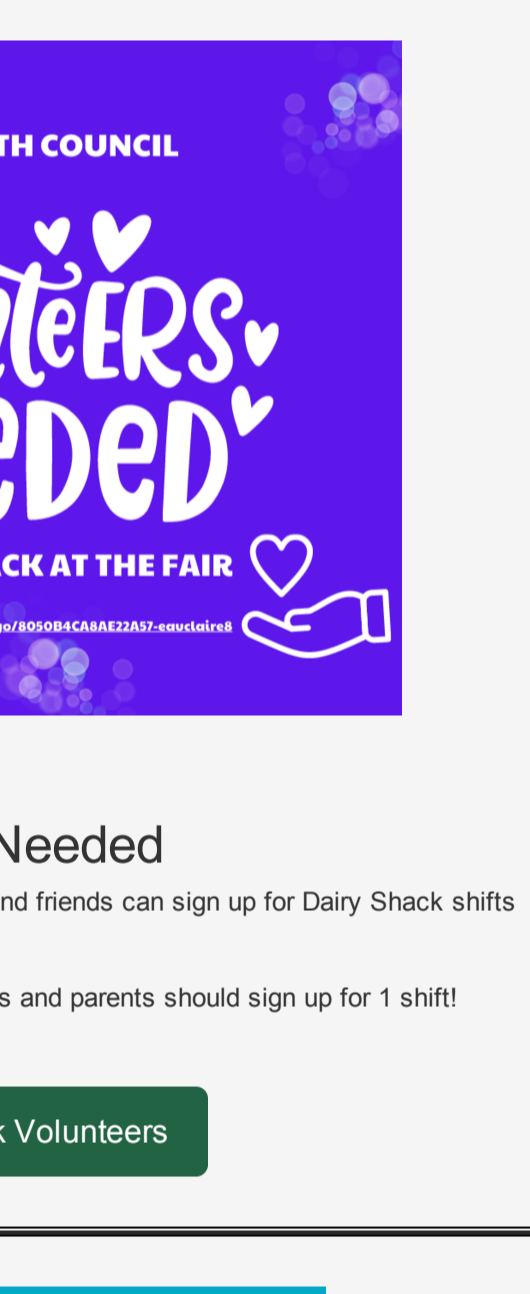 TH COUNCIL
teERS
eDeD
CK AT THE FAIR
go/8050B4CA8AE22A57-eauclaire8
Needed
nd friends can sign up for Dairy Shack shifts
s and parents should sign up for 1 shift!
k Volunteers